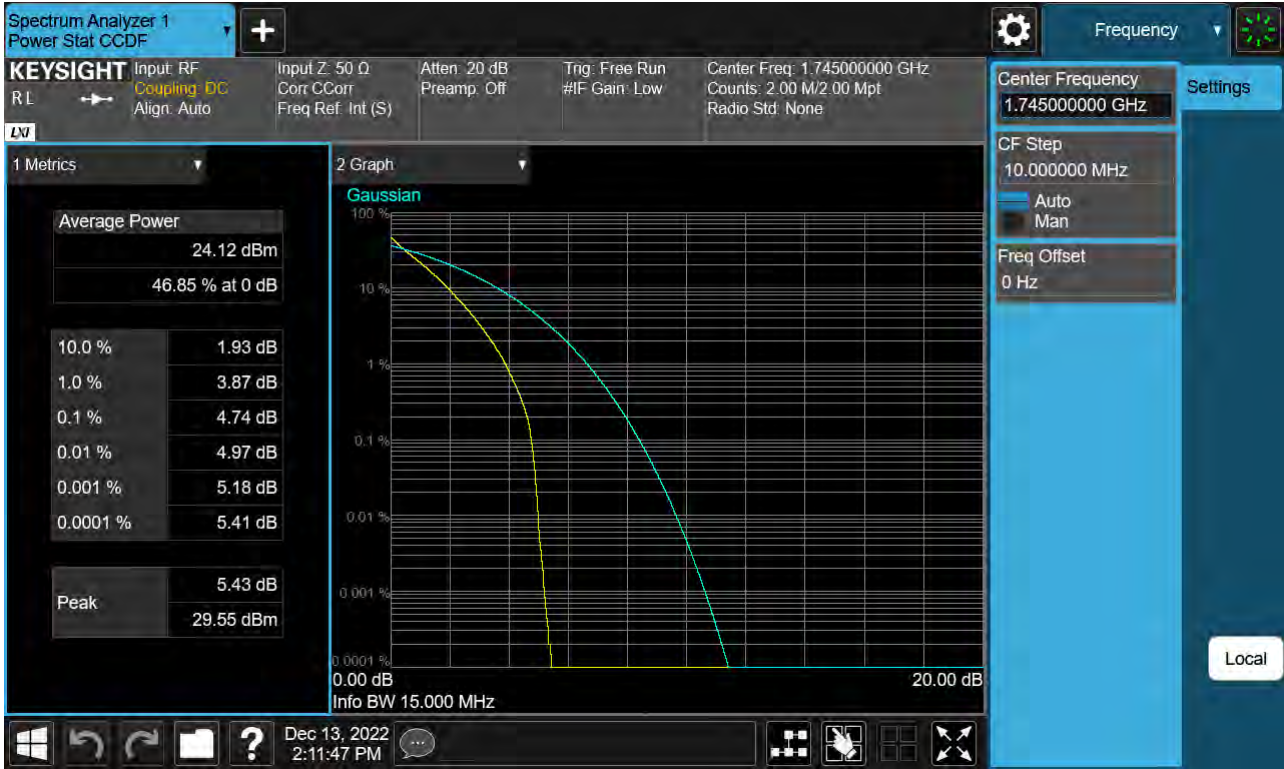 Spectrum Analyzer 1
Power Stat CCDF
+
Frequency
KEYSIGHT
R L
LXI
Input: RF
Coupling: DC
Align: Auto
Input Z: 50 Ω
Corr CCorr
Freq Ref: Int (S)
Atten: 20 dB
Preamp: Off
Trig: Free Run
#IF Gain: Low
Center Freq: 1.745000000 GHz
Counts: 2.00 M/2.00 Mpt
Radio Std: None
Center Frequency
1.745000000 GHz
Settings
CF Step
10.000000 MHz
Auto
Man
Freq Offset
0 Hz
1 Metrics
Average Power
24.12 dBm
46.85 % at 0 dB
10.0 % 1.93 dB
1.0 % 3.87 dB
0.1 % 4.74 dB
0.01 % 4.97 dB
0.001 % 5.18 dB
0.0001 % 5.41 dB
Peak
5.43 dB
29.55 dBm
2 Graph
Gaussian
100 %
10 %
1 %
0.1 %
0.01 %
0.001 %
0.0001 %
0.00 dB 20.00 dB
Info BW 15.000 MHz
Local
?
Dec 13, 2022
2:11:47 PM